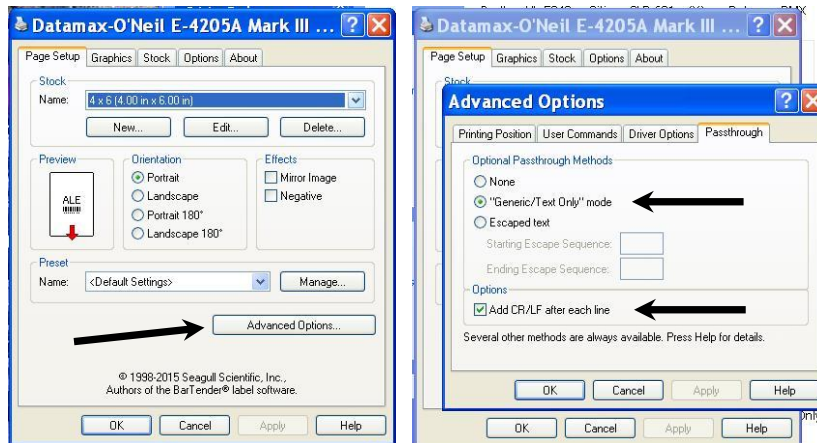 Datamax-O'Neil E-4205A Mark III ...
Page Setup Graphics Stock Options About
Stock
Name: 4 x 6 (4.00 in x 6.00 in)
New... Edit... Delete...
Preview
ALE
Orientation
Portrait
Landscape
Portrait 180°
Landscape 180°
Effects
Mirror Image
Negative
Preset
Name: <Default Settings> Manage...
Advanced Options...
© 1998-2015 Seagull Scientific, Inc.,
Authors of the BarTender® label software.
OK Cancel Apply Help
Datamax-O'Neil E-4205A Mark III ...
Page Setup Graphics Stock Options About
Stock
Advanced Options
Printing Position User Commands Driver Options Passthrough
Optional Passthrough Methods
None
"Generic/Text Only" mode
Escaped text
Starting Escape Sequence:
Ending Escape Sequence:
Options
Add CR/LF after each line
Several other methods are always available. Press Help for details.
OK Cancel Apply Help
OK Cancel Apply Help